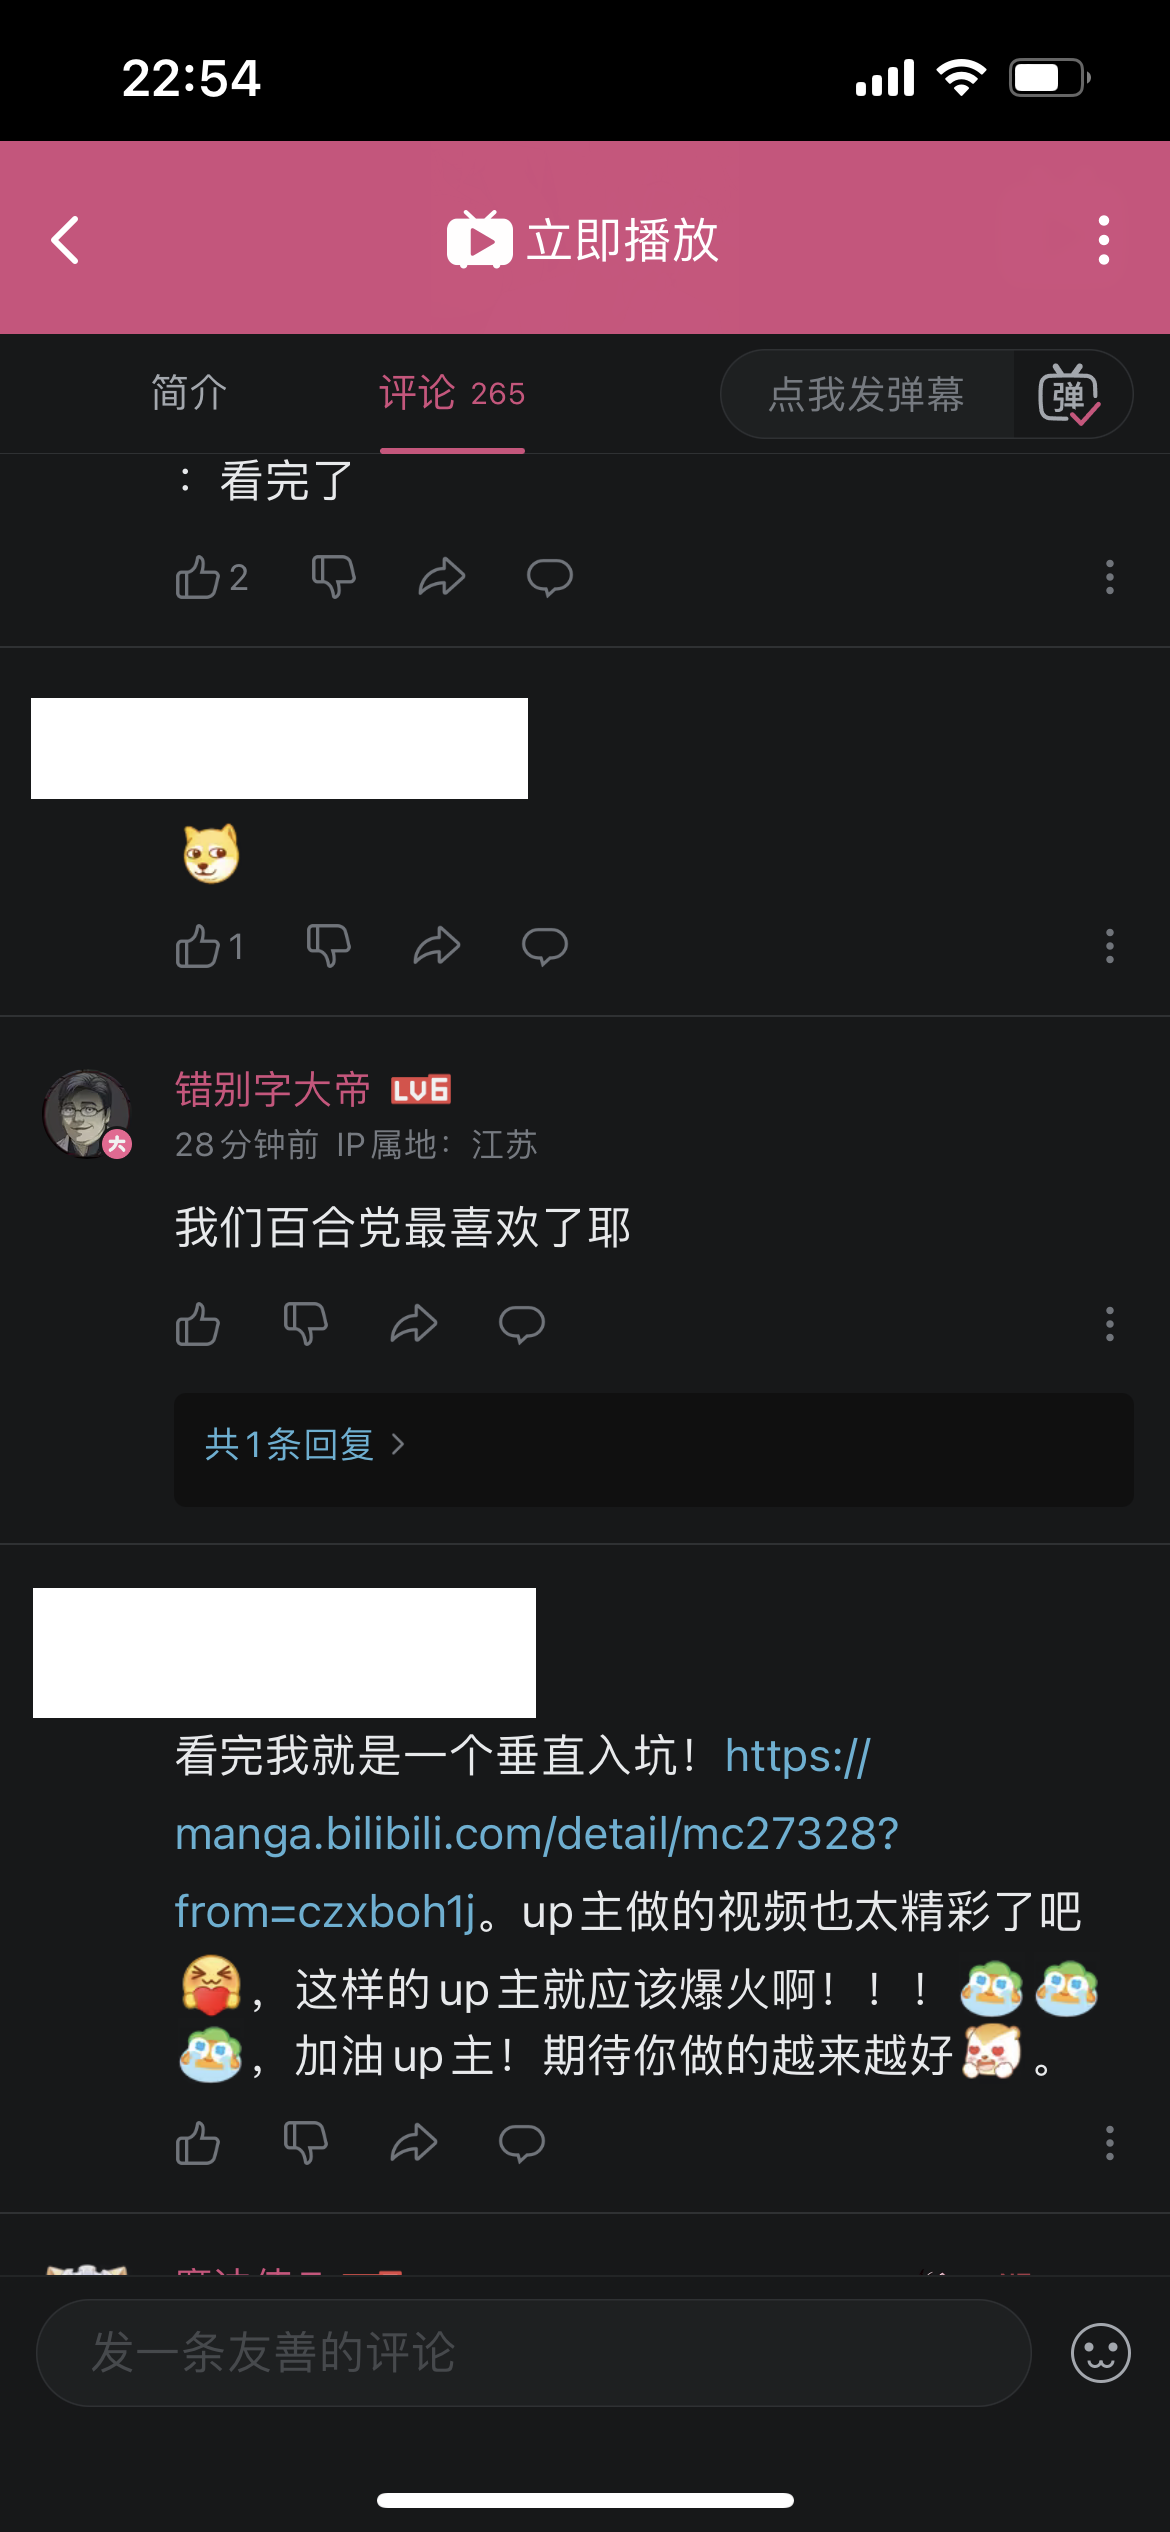 22:54
立即播放
简介
评论 265
点我发弹幕
弹
：看完了
2
1
错别字大帝 LV6
28分钟前 IP属地：江苏
大
我们百合党最喜欢了耶
共1条回复
看完我就是一个垂直入坑！https://
manga.bilibili.com/detail/mc27328?
from=czxboh1j。up主做的视频也太精彩了吧
，这样的up主就应该爆火啊！！！
，加油up主！期待你做的越来越好。
发一条友善的评论